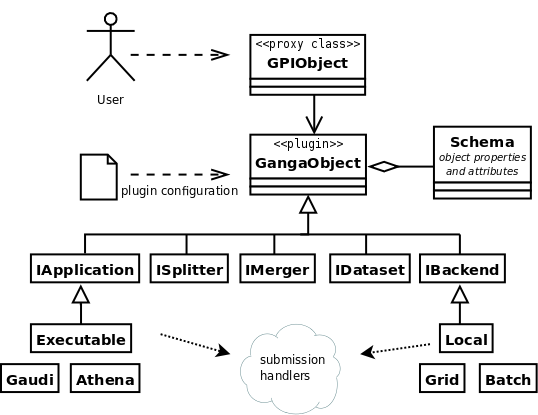 <<proxy class>>
GPIObject
User
<<plugin>>
GangaObject
Schema
object properties
and attributes
plugin configuration
IApplication
ISplitter
IMerger
IDataset
IBackend
Executable
submission
handlers
Local
Gaudi
Athena
Grid
Batch